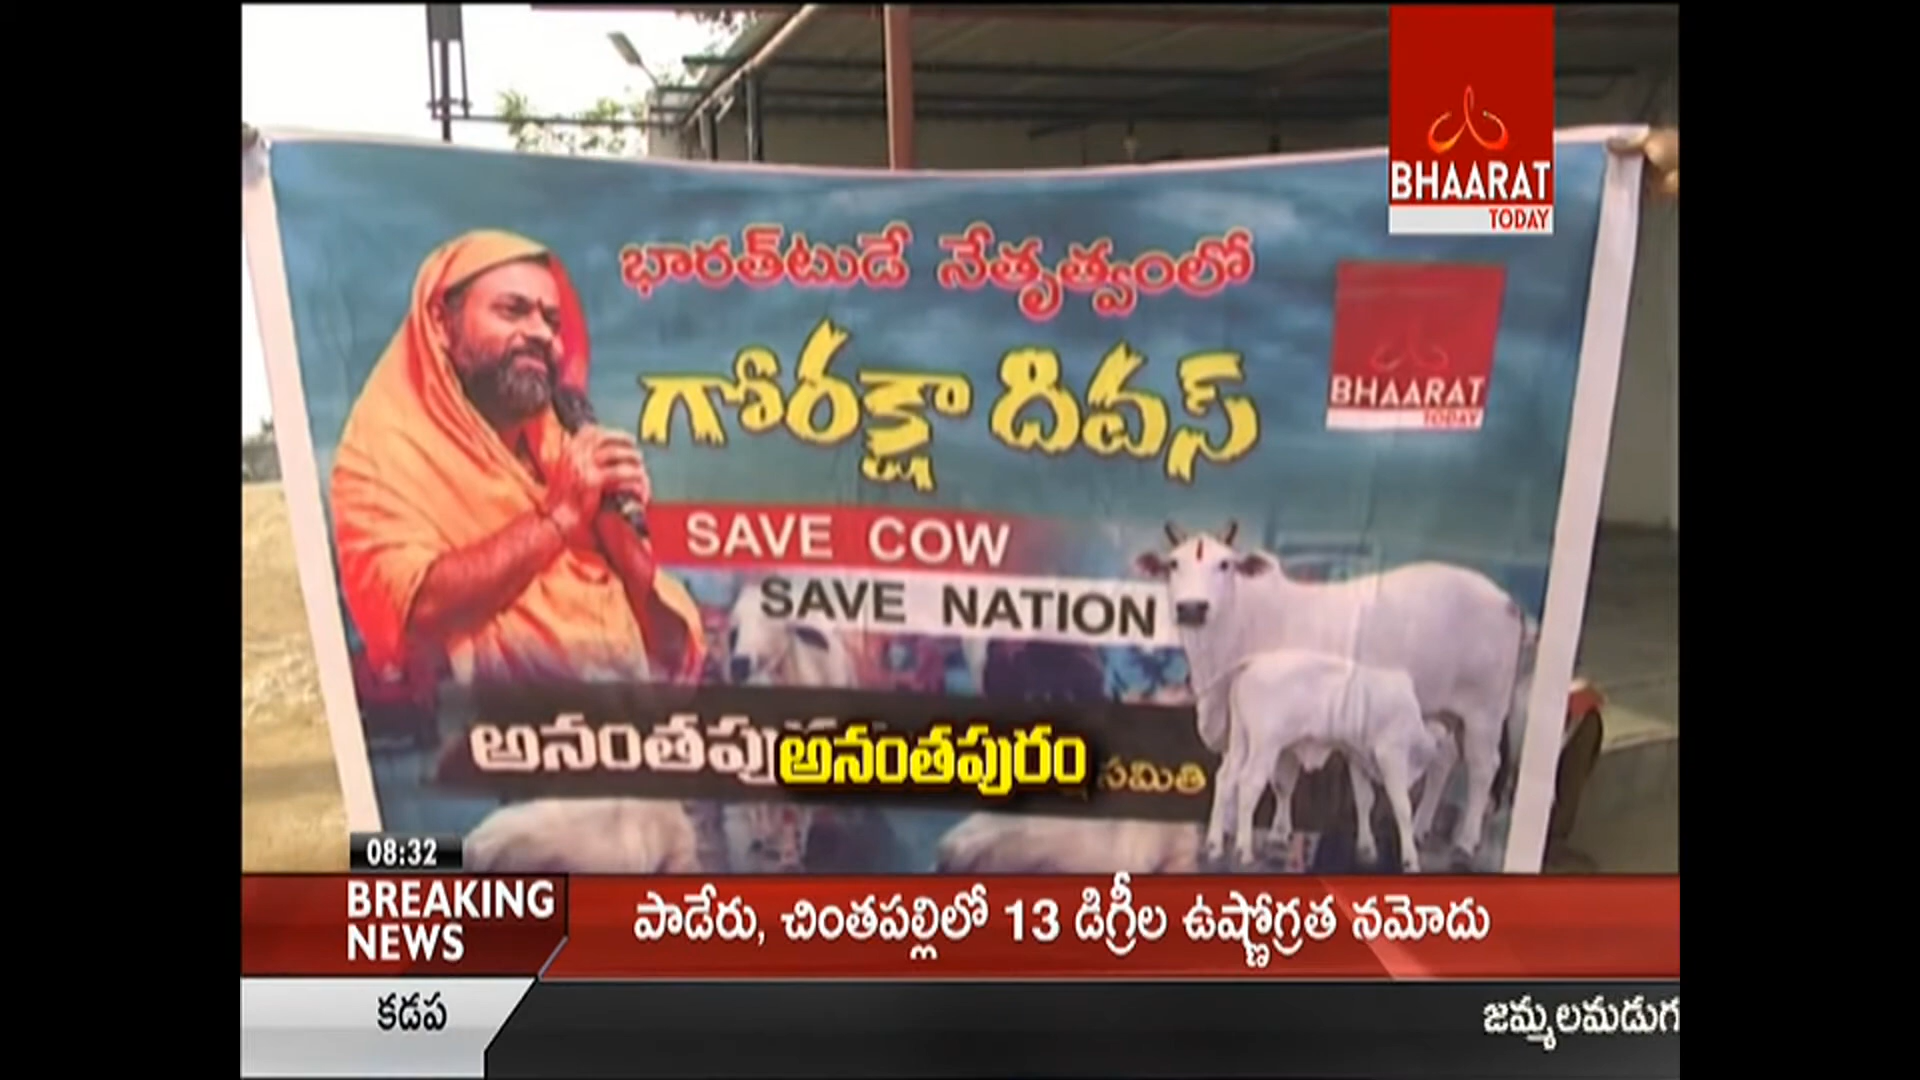 BHAARAT
TODAY
భారత్‌టుడే నేతృత్వంలో
గోరక్షా దివస్
BHAARAT
TODAY
SAVE COW
SAVE NATION
అనంతపు
అనంతపురం
సమితి
08:32
BREAKING
NEWS
పాడేరు, చింతపల్లిలో 13 డిగ్రీల ఉష్ణోగ్రత నమోదు
కడప
జమ్మలమడుగ